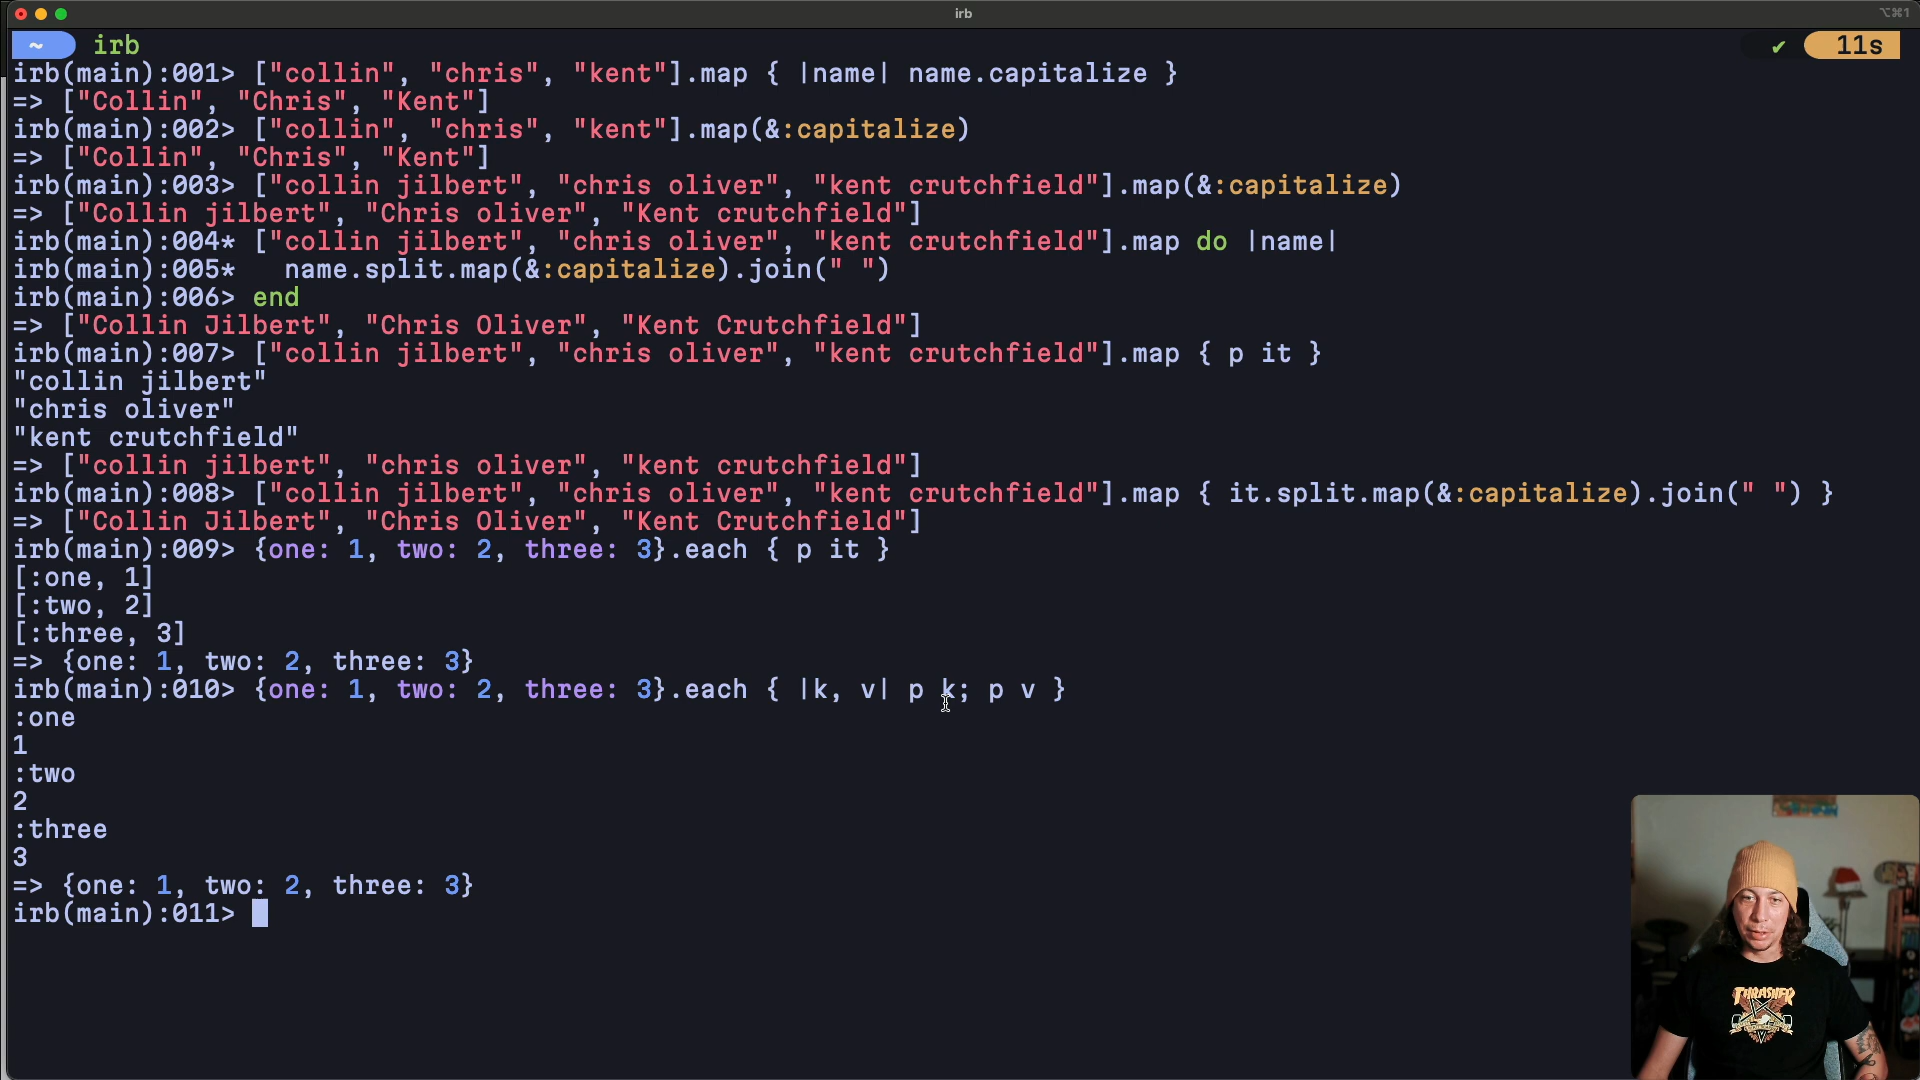 irb
⌥⌘1
~ irb ✔ 11s
irb(main):001> ["collin", "chris", "kent"].map { |name| name.capitalize }
=> ["Collin", "Chris", "Kent"]
irb(main):002> ["collin", "chris", "kent"].map(&:capitalize)
=> ["Collin", "Chris", "Kent"]
irb(main):003> ["collin jilbert", "chris oliver", "kent crutchfield"].map(&:capitalize)
=> ["Collin jilbert", "Chris oliver", "Kent crutchfield"]
irb(main):004* ["collin jilbert", "chris oliver", "kent crutchfield"].map do |name|
irb(main):005*   name.split.map(&:capitalize).join(" ")
irb(main):006> end
=> ["Collin Jilbert", "Chris Oliver", "Kent Crutchfield"]
irb(main):007> ["collin jilbert", "chris oliver", "kent crutchfield"].map { p it }
"collin jilbert"
"chris oliver"
"kent crutchfield"
=> ["collin jilbert", "chris oliver", "kent crutchfield"]
irb(main):008> ["collin jilbert", "chris oliver", "kent crutchfield"].map { it.split.map(&:capitalize).join(" ") }
=> ["Collin Jilbert", "Chris Oliver", "Kent Crutchfield"]
irb(main):009> {one: 1, two: 2, three: 3}.each { p it }
[:one, 1]
[:two, 2]
[:three, 3]
=> {one: 1, two: 2, three: 3}
irb(main):010> {one: 1, two: 2, three: 3}.each { |k, v| p k; p v }
:one
1
:two
2
:three
3
=> {one: 1, two: 2, three: 3}
irb(main):011>
THRASHER